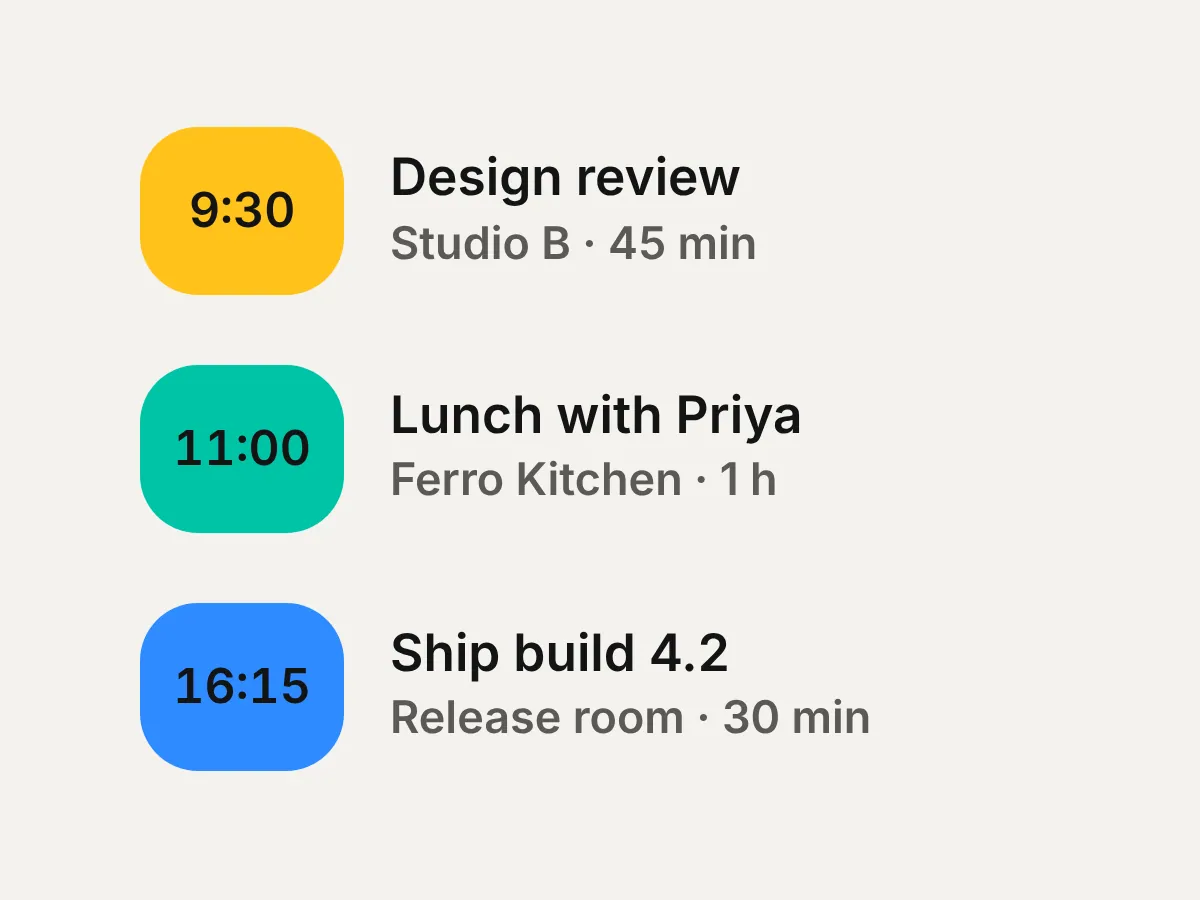 9:30
Design review
Studio B · 45 min
11:00
Lunch with Priya
Ferro Kitchen · 1 h
16:15
Ship build 4.2
Release room · 30 min